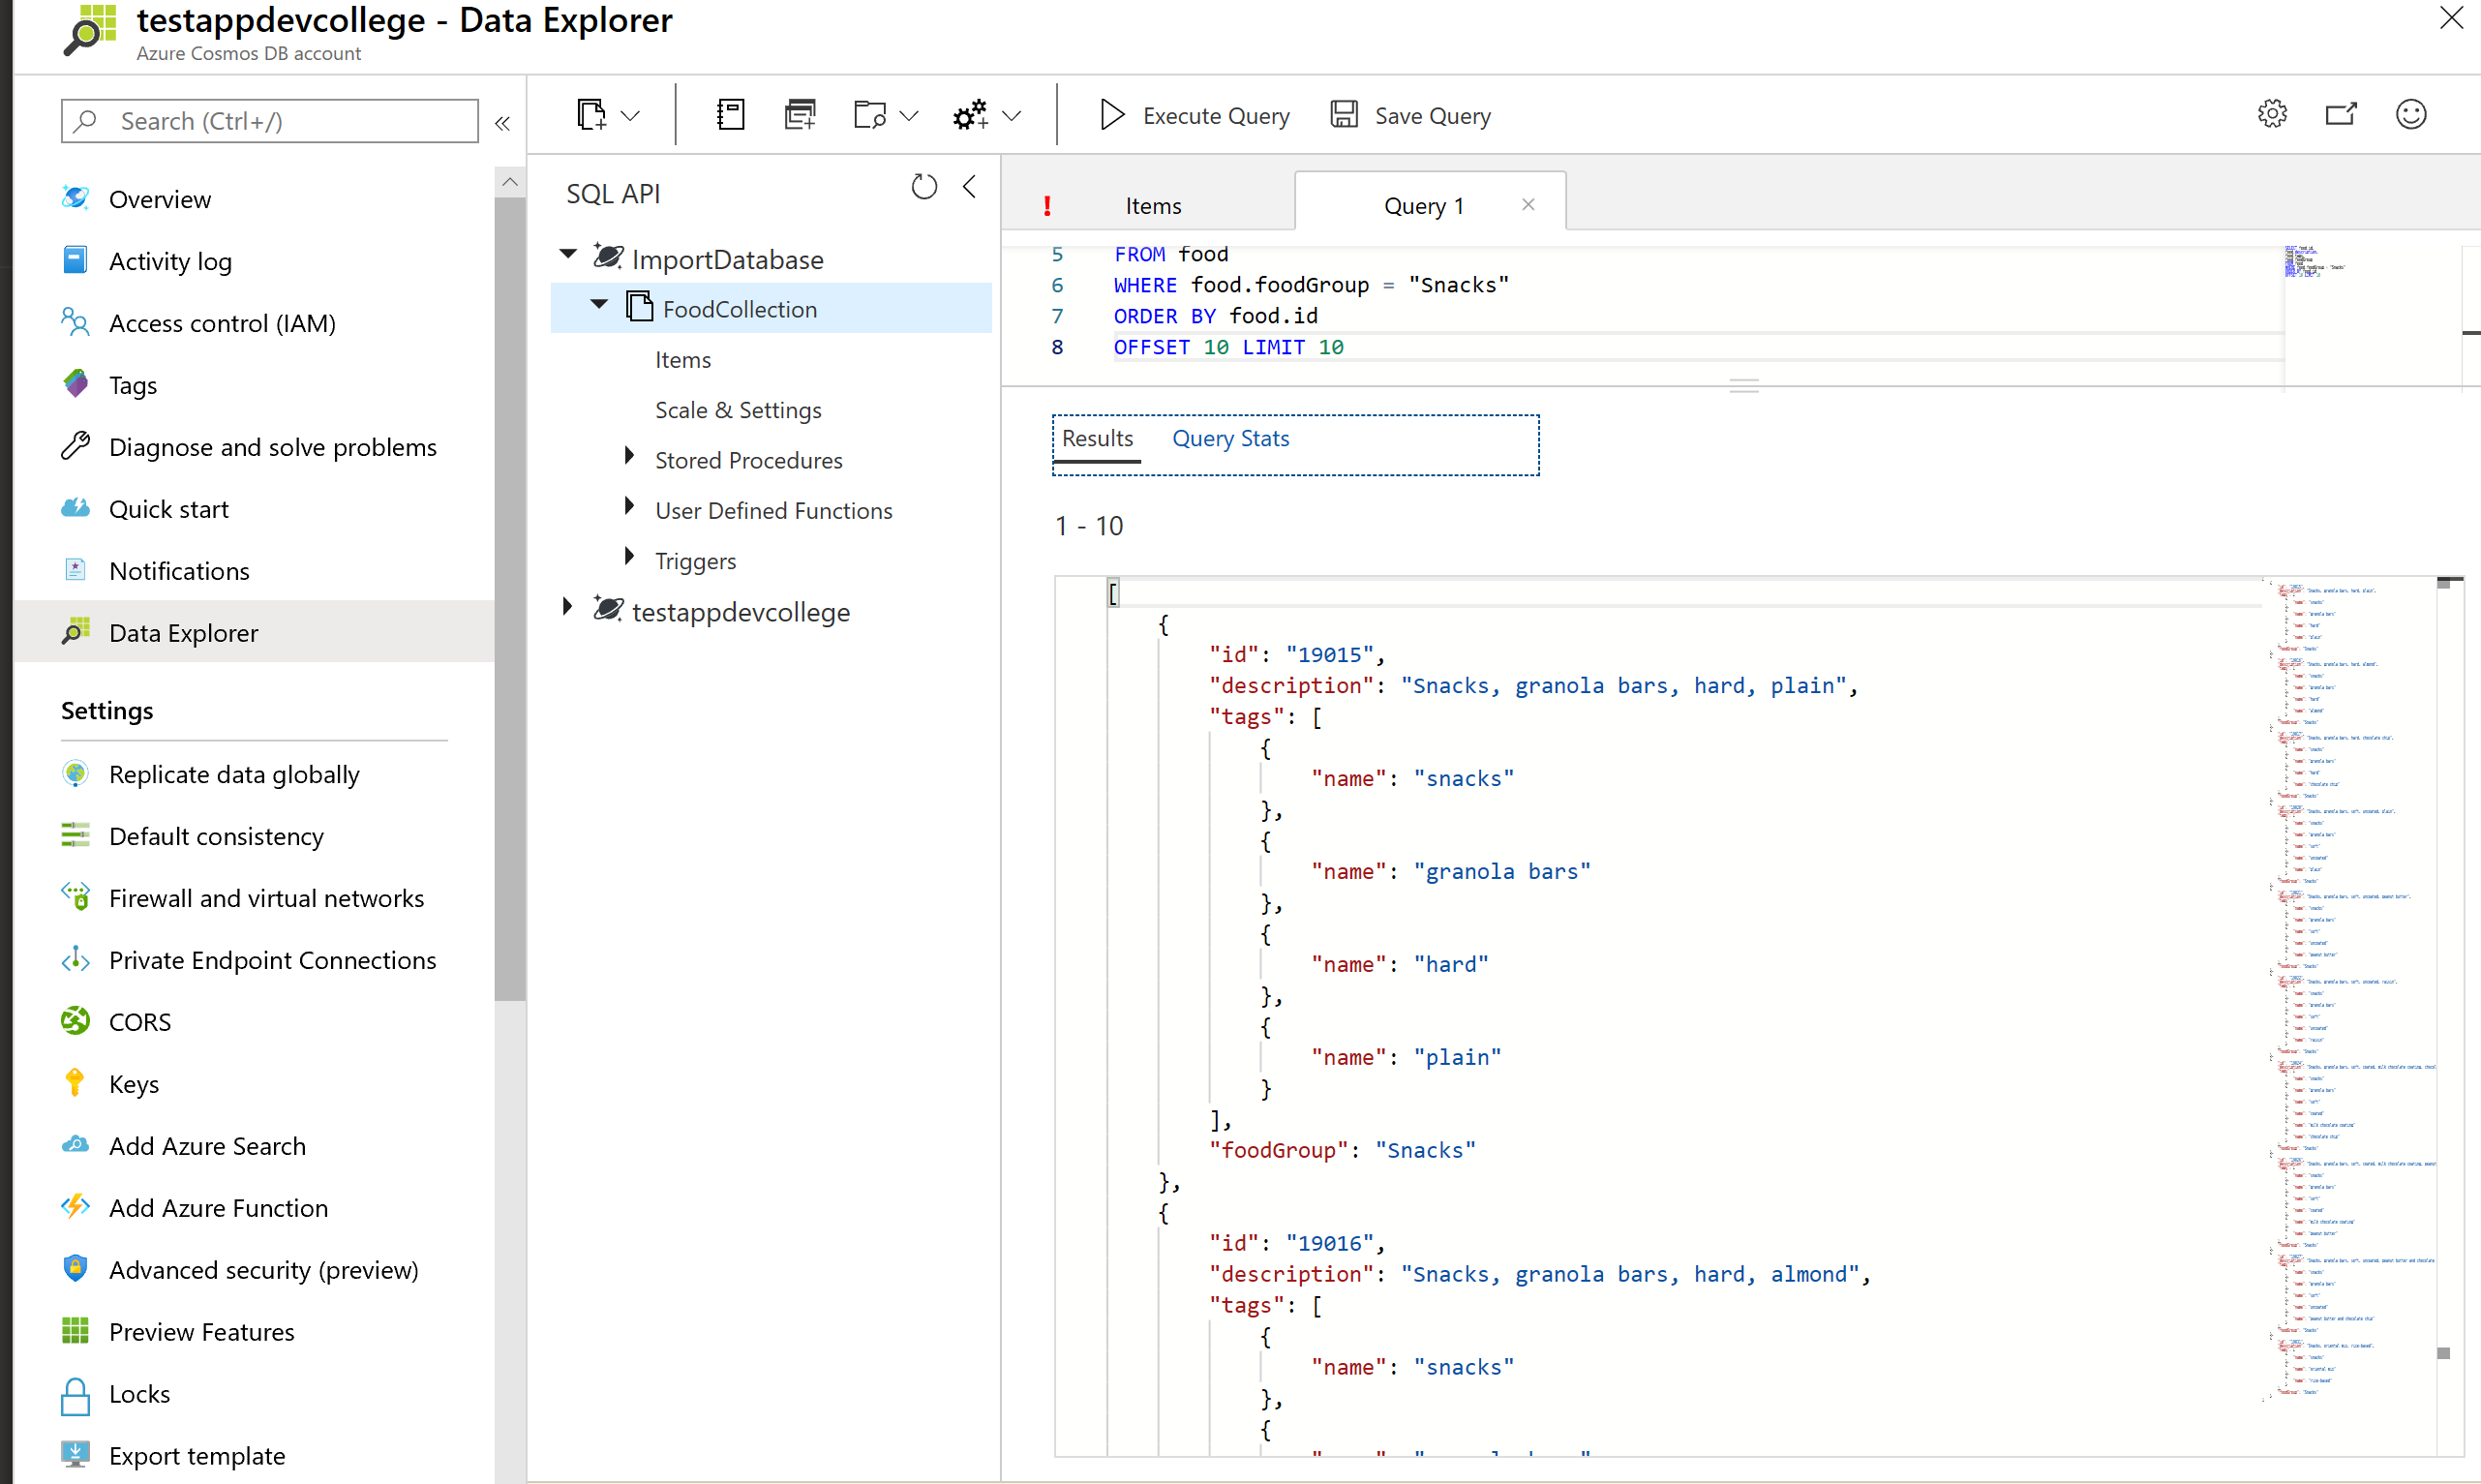 testappdevcollege - Data Explorer
Azure Cosmos DB account
Search (Ctrl+/)
«
Overview
Activity log
Access control (IAM)
Tags
Diagnose and solve problems
Quick start
Notifications
Data Explorer
Settings
Replicate data globally
Default consistency
Firewall and virtual networks
Private Endpoint Connections
CORS
Keys
Add Azure Search
Add Azure Function
Advanced security (preview)
Preview Features
Locks
Export template
Execute Query
Save Query
SQL API
ImportDatabase
FoodCollection
Items
Scale & Settings
Stored Procedures
User Defined Functions
Triggers
testappdevcollege
! Items
Query 1
5 FROM food
6 WHERE food.foodGroup = "Snacks"
7 ORDER BY food.id
8 OFFSET 10 LIMIT 10
Results Query Stats
1 - 10
[
{
"id": "19015",
"description": "Snacks, granola bars, hard, plain",
"tags": [
{
"name": "snacks"
},
{
"name": "granola bars"
},
{
"name": "hard"
},
{
"name": "plain"
}
],
"foodGroup": "Snacks"
},
{
"id": "19016",
"description": "Snacks, granola bars, hard, almond",
"tags": [
{
"name": "snacks"
},
{